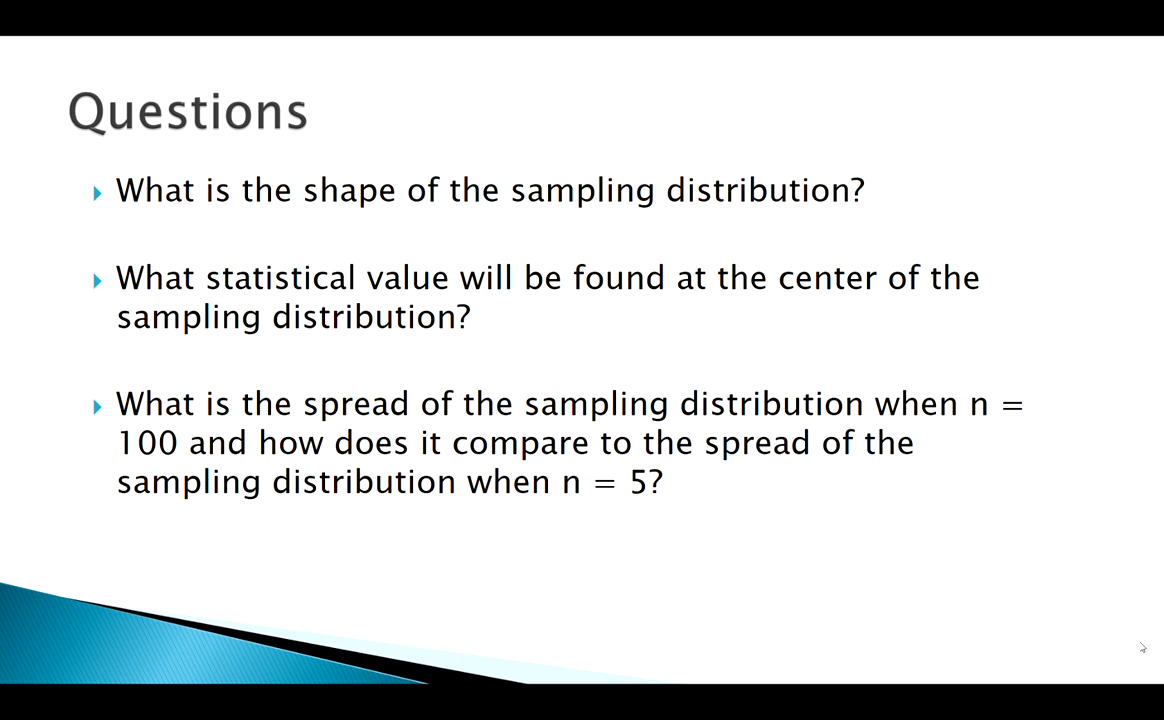 Questions
What is the shape of the sampling distribution?
What statistical value will be found at the center of the
sampling distribution?
What is the spread of the sampling distribution when n =
100 and how does it compare to the spread of the
sampling distribution when n = 5?